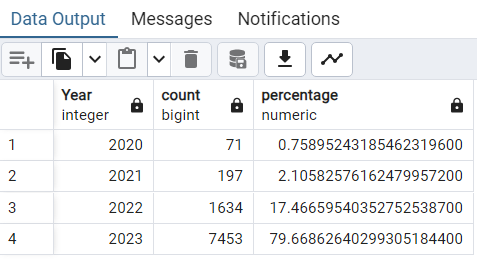 Data Output Messages Notifications
Year count percentage
integer bigint numeric
1 2020 71 0.75895243185462319600
2 2021 197 2.10582576162479957200
3 2022 1634 17.46659540352752538700
4 2023 7453 79.66862640299305184400